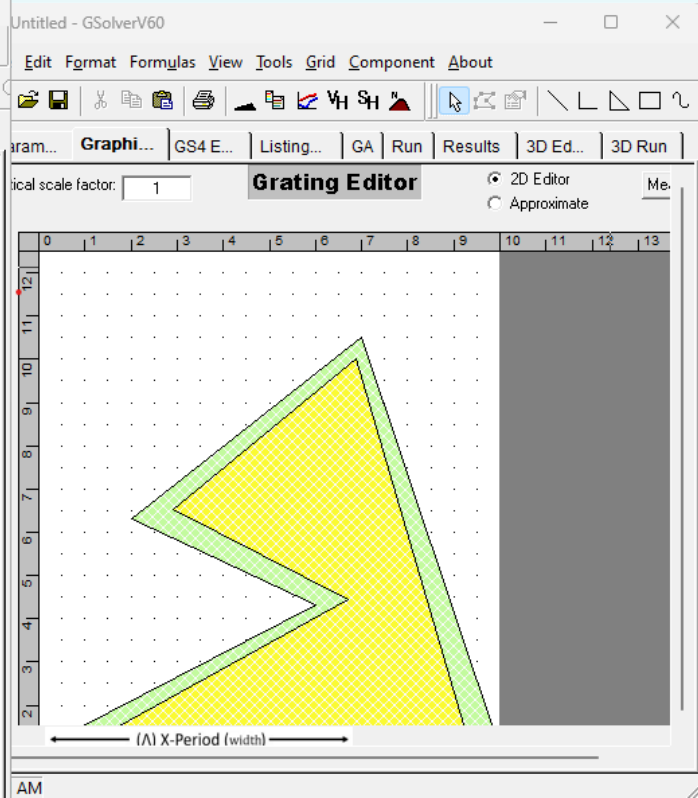 Untitled - GSolverV60
Edit Format Formulas View Tools Grid Component About
VH SH N
aram... Graphi... GS4 E... Listing... GA Run Results 3D Ed... 3D Run
ical scale factor: 1 Grating Editor 2D Editor Me
Approximate
0 1 2 3 4 5 6 7 8 9 10 11 12 13
12
11
10
9
8
7
6
5
4
3
2
(Λ) X-Period (width)
AM